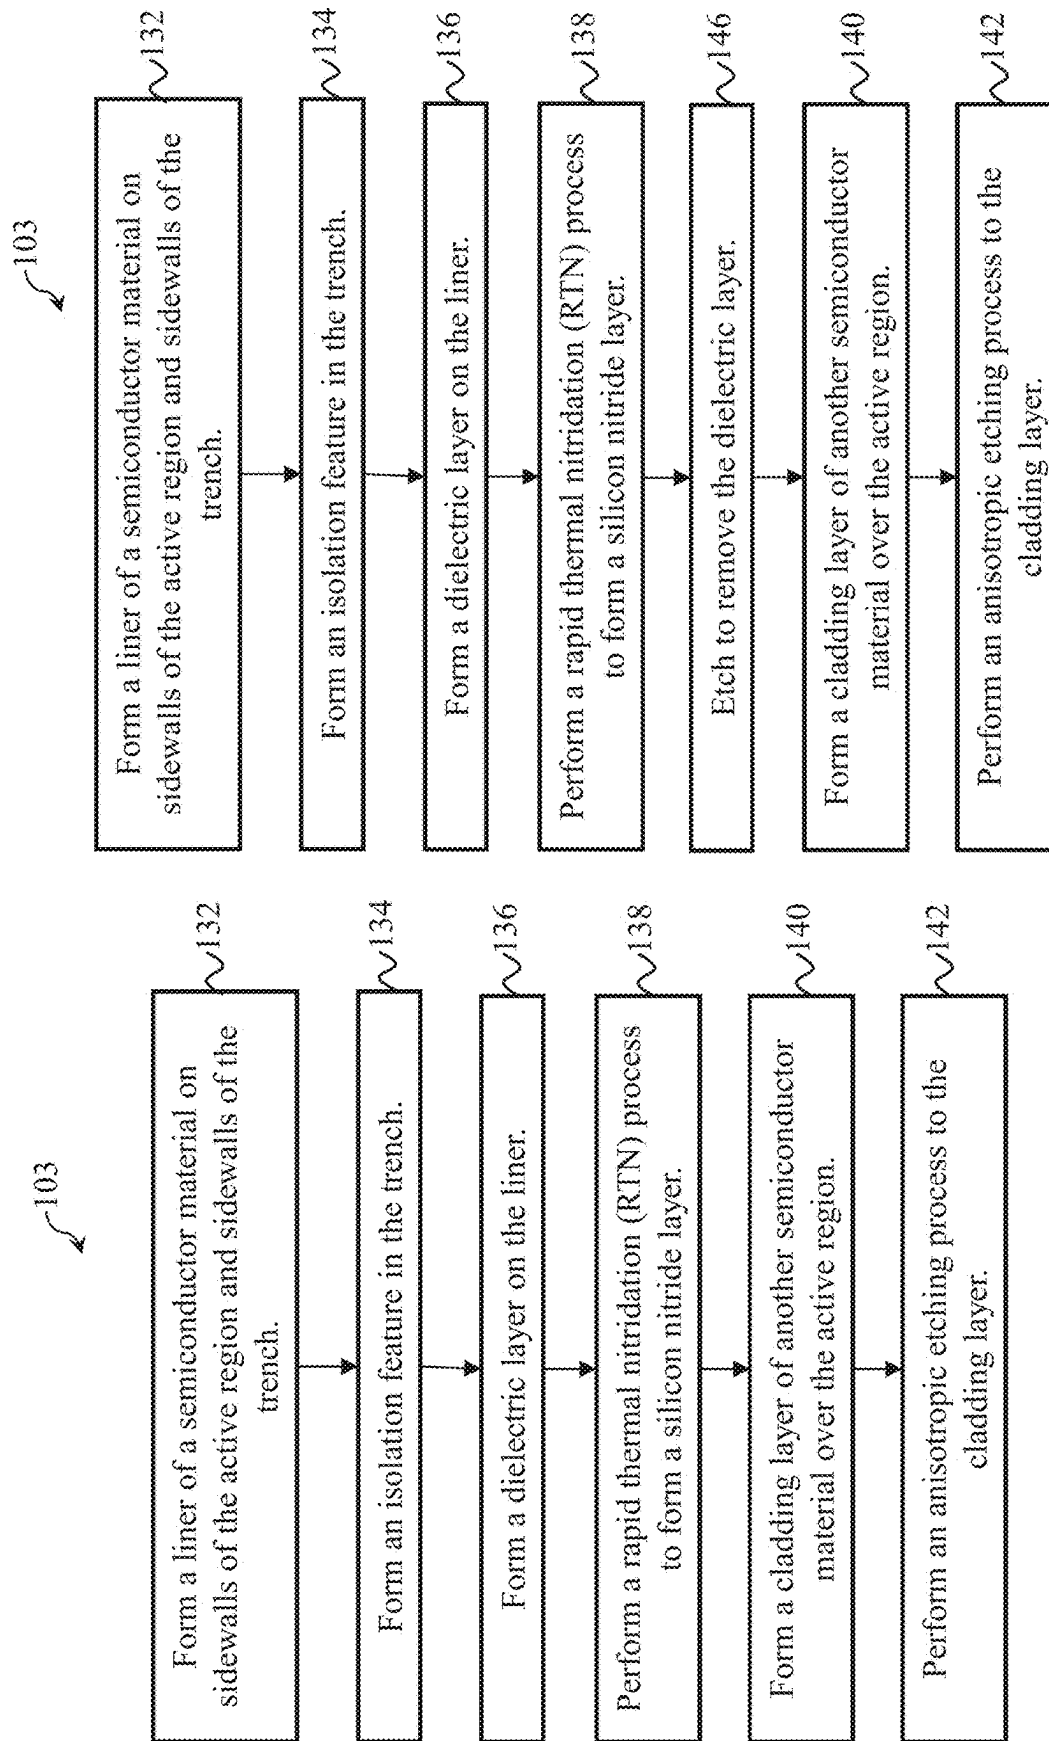 103
Form a liner of a semiconductor material on
sidewalls of the active region and sidewalls of the
trench.
132
Form an isolation feature in the trench.
134
Form a dielectric layer on the liner.
136
Perform a rapid thermal nitridation (RTN) process
to form a silicon nitride layer.
138
Form a cladding layer of another semiconductor
material over the active region.
140
Perform an anisotropic etching process to the
cladding layer.
142
103
Form a liner of a semiconductor material on
sidewalls of the active region and sidewalls of the
trench.
132
Form an isolation feature in the trench.
134
Form a dielectric layer on the liner.
136
Perform a rapid thermal nitridation (RTN) process
to form a silicon nitride layer.
138
Etch to remove the dielectric layer.
146
Form a cladding layer of another semiconductor
material over the active region.
140
Perform an anisotropic etching process to the
cladding layer.
142